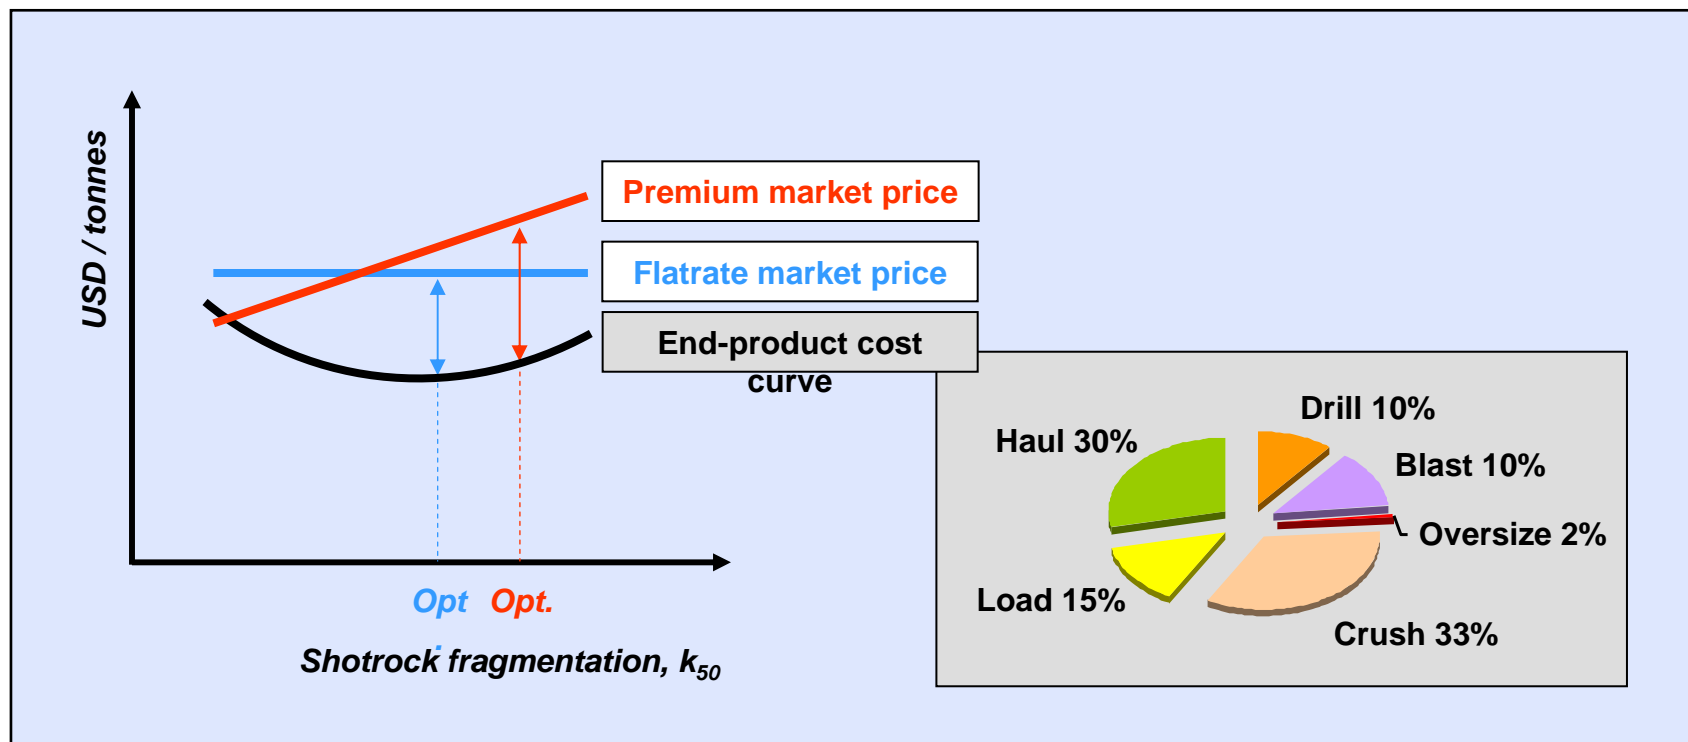 USD / tonnes
Premium market price
Flatrate market price
End-product cost
curve
Opt
.
Opt.
Shotrock fragmentation, k50
Drill 10%
Haul 30%
Blast 10%
Oversize 2%
Load 15%
Crush 33%